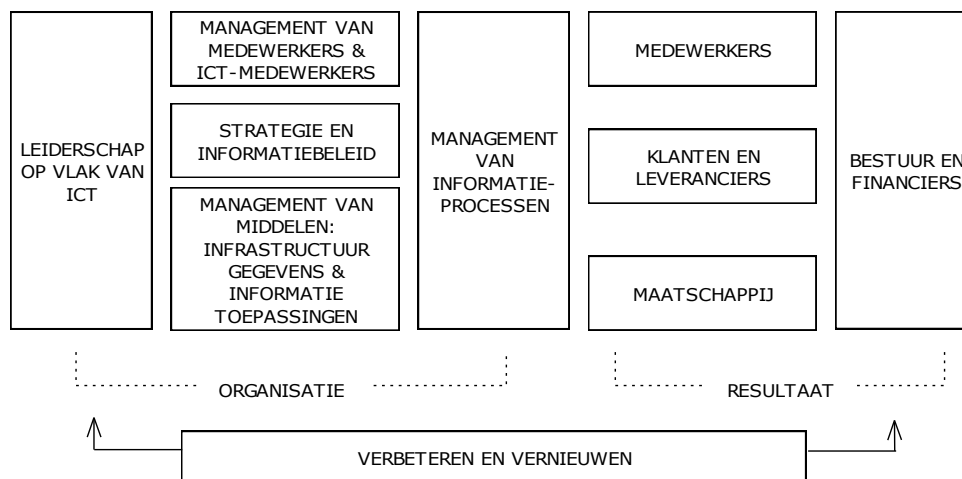 LEIDERSCHAP
OP VLAK VAN
ICT
MANAGEMENT VAN
MEDEWERKERS &
ICT-MEDEWERKERS
STRATEGIE EN
INFORMATIEBELEID
MANAGEMENT VAN
MIDDELEN:
INFRASTRUCTUUR
GEGEVENS &
INFORMATIE
TOEPASSINGEN
MANAGEMENT
VAN
INFORMATIE-
PROCESSEN
MEDEWERKERS
KLANTEN EN
LEVERANCIERS
MAATSCHAPPIJ
BESTUUR EN
FINANCIERS
ORGANISATIE
RESULTAAT
VERBETEREN EN VERNIEUWEN